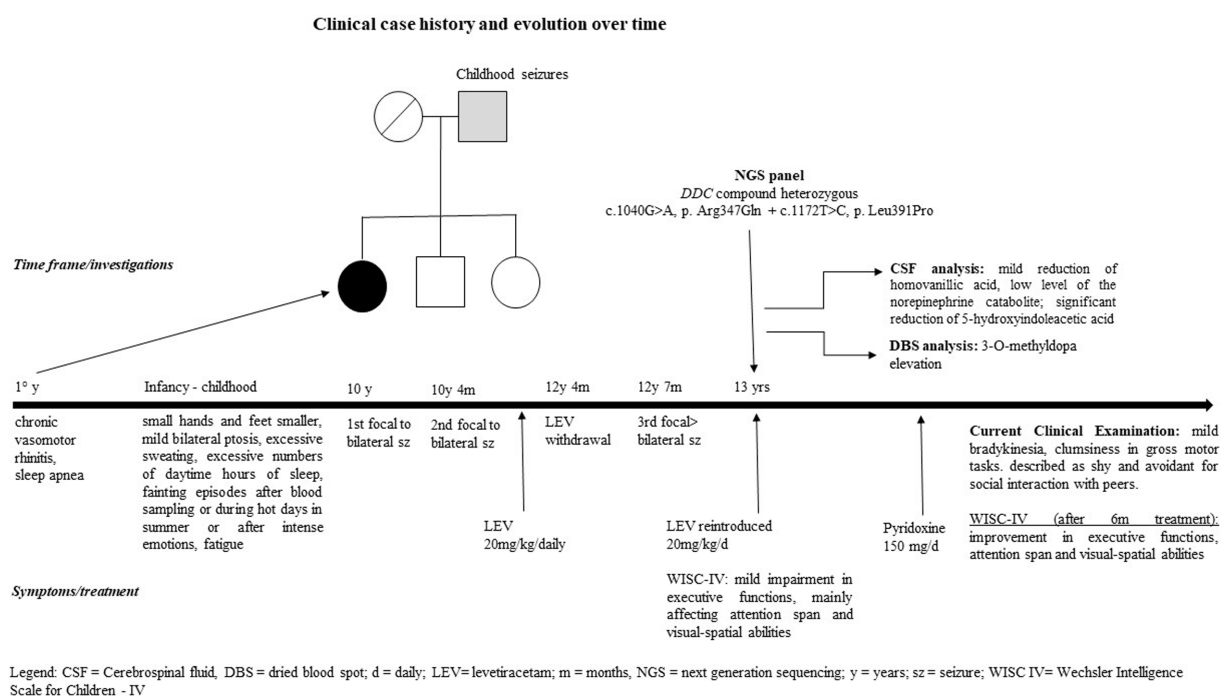 Clinical case history and evolution over time
Childhood seizures
NGS panel
DDC compound heterozygous
c.1040G>A, p. Arg347Gln + c.1172T>C, p. Leu391Pro
Time frame/investigations
CSF analysis: mild reduction of
homovanillic acid, low level of the
norepinephrine catabolite; significant
reduction of 5-hydroxyindoleacetic acid
DBS analysis: 3-O-methyldopa
elevation
1° y
Infancy - childhood
10 y
10y 4m
12y 4m
12y 7m
13 yrs
chronic
vasomotor
rhinitis,
sleep apnea
small hands and feet smaller,
mild bilateral ptosis, excessive
sweating, excessive numbers
of daytime hours of sleep,
fainting episodes after blood
sampling or during hot days in
summer or after intense
emotions, fatigue
1st focal to
bilateral sz
2nd focal to
bilateral sz
LEV
withdrawal
3rd focal>
bilateral sz
LEV
20mg/kg/daily
LEV reintroduced
20mg/kg/d
WISC-IV: mild impairment in
executive functions, mainly
affecting attention span and
visual-spatial abilities
Pyridoxine
150 mg/d
Current Clinical Examination: mild
bradykinesia, clumsiness in gross motor
tasks. described as shy and avoidant for
social interaction with peers.
WISC-IV (after 6m treatment):
improvement in executive functions,
attention span and visual-spatial abilities
Symptoms/treatment
Legend: CSF = Cerebrospinal fluid, DBS = dried blood spot; d = daily; LEV= levetiracetam; m = months, NGS = next generation sequencing; y = years; sz = seizure; WISC IV= Wechsler Intelligence
Scale for Children - IV